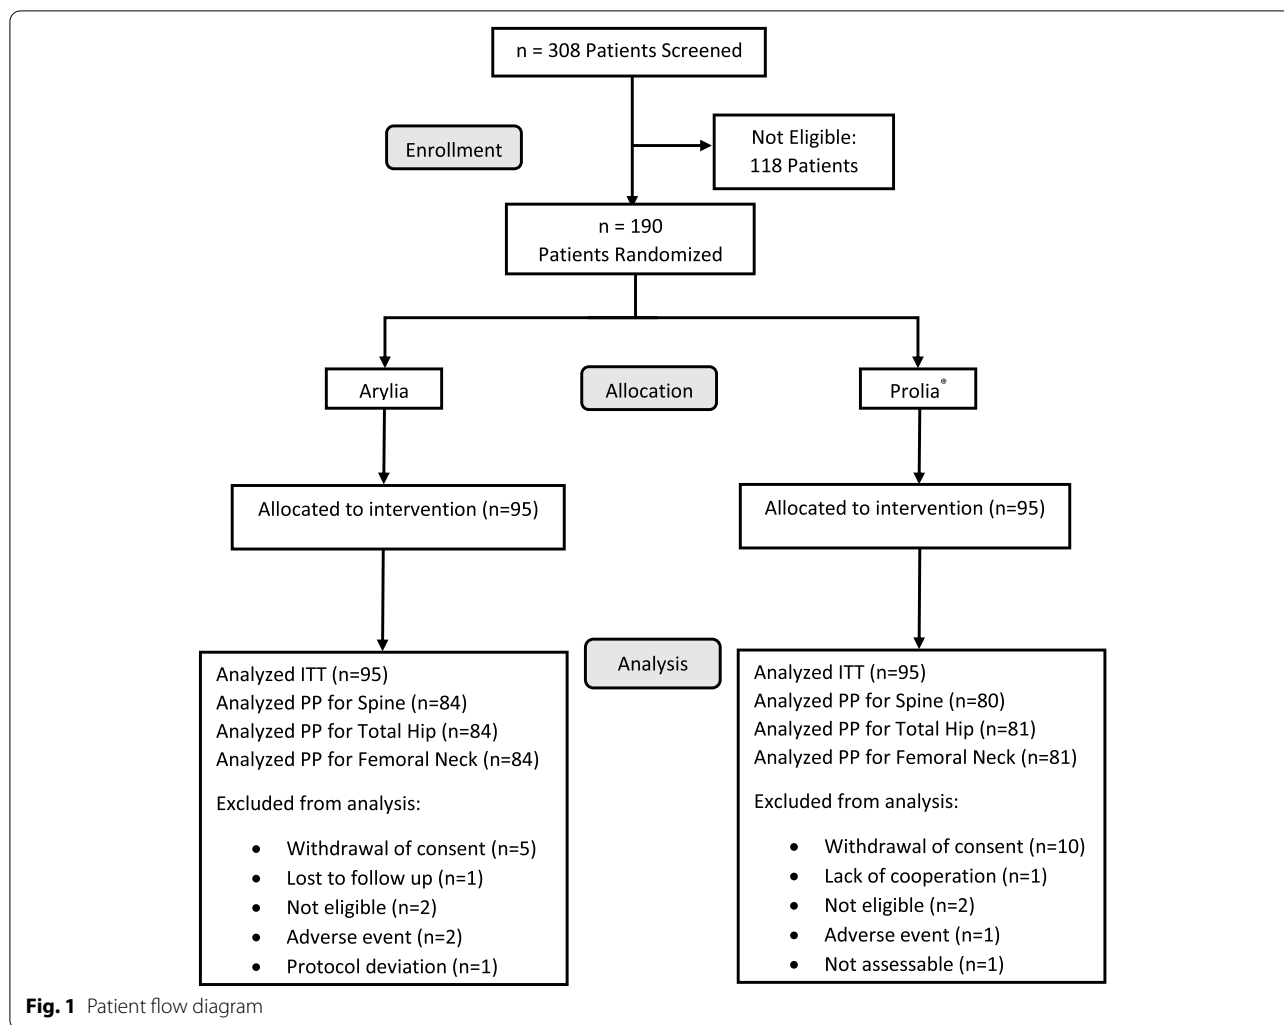 n = 308 Patients Screened
Enrollment
Not Eligible:
118 Patients
n = 190
Patients Randomized
Arylia
Allocation
Prolia®
Allocated to intervention (n=95)
Allocated to intervention (n=95)
Analysis
Analyzed ITT (n=95)
Analyzed PP for Spine (n=84)
Analyzed PP for Total Hip (n=84)
Analyzed PP for Femoral Neck (n=84)
Excluded from analysis:
• Withdrawal of consent (n=5)
• Lost to follow up (n=1)
• Not eligible (n=2)
• Adverse event (n=2)
• Protocol deviation (n=1)
Analyzed ITT (n=95)
Analyzed PP for Spine (n=80)
Analyzed PP for Total Hip (n=81)
Analyzed PP for Femoral Neck (n=81)
Excluded from analysis:
• Withdrawal of consent (n=10)
• Lack of cooperation (n=1)
• Not eligible (n=2)
• Adverse event (n=1)
• Not assessable (n=1)
Fig. 1 Patient flow diagram